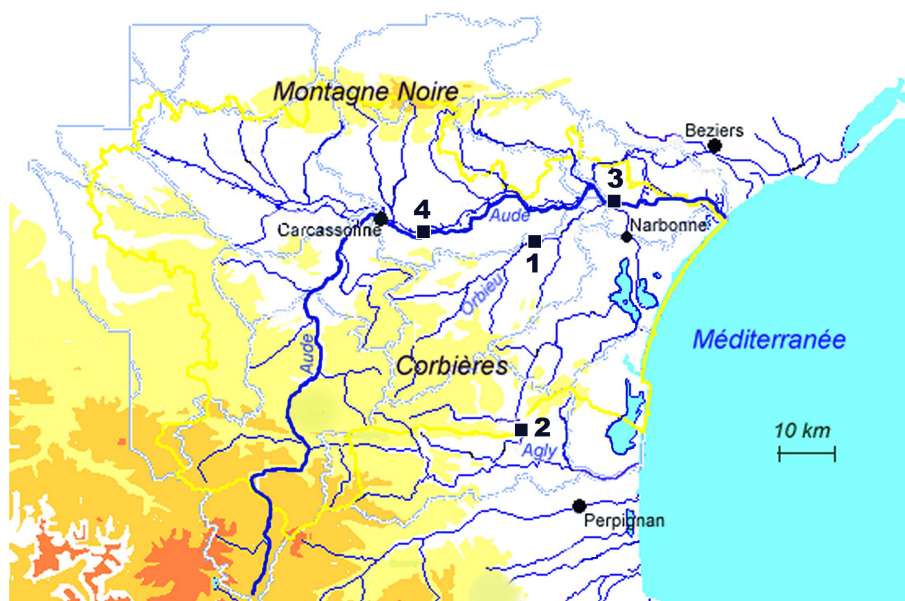 Montagne Noire
Beziers
3
4
Aude
Carcassonne
Narbonne
1
Orbieu
Aude
Méditerranée
Corbières
10 km
2
Agly
Perpignan